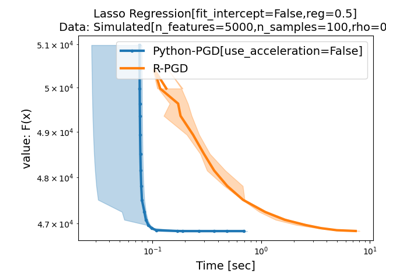 Lasso Regression[fit_intercept=False,reg=0.5]
Data: Simulated[n_features=5000,n_samples=100,rho=0
5.1 × 10⁴
5 × 10⁴
4.9 × 10⁴
4.8 × 10⁴
4.7 × 10⁴
value: F(x)
Python-PGD[use_acceleration=False]
R-PGD
10⁻¹
10⁰
10¹
Time [sec]